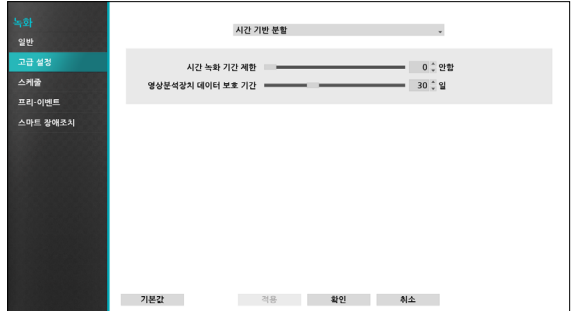 녹화
시간 기반 분할
일반
고급 설정
시간 녹화 기간 제한 0 안함
스케줄
영상분석장치 데이터 보호 기간 30 일
프리-이벤트
스마트 장애조치
기본값 적용 확인 취소